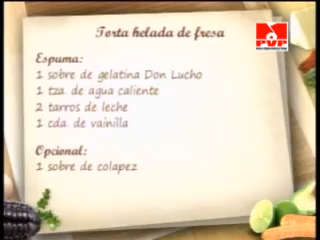 PVP
Torta helada de fresa
Espuma:
1 sobre de gelatina Don Lucho
1 tza. de agua caliente
2 tarros de leche
1 cda. de vainilla
Opcional:
1 sobre de colapez